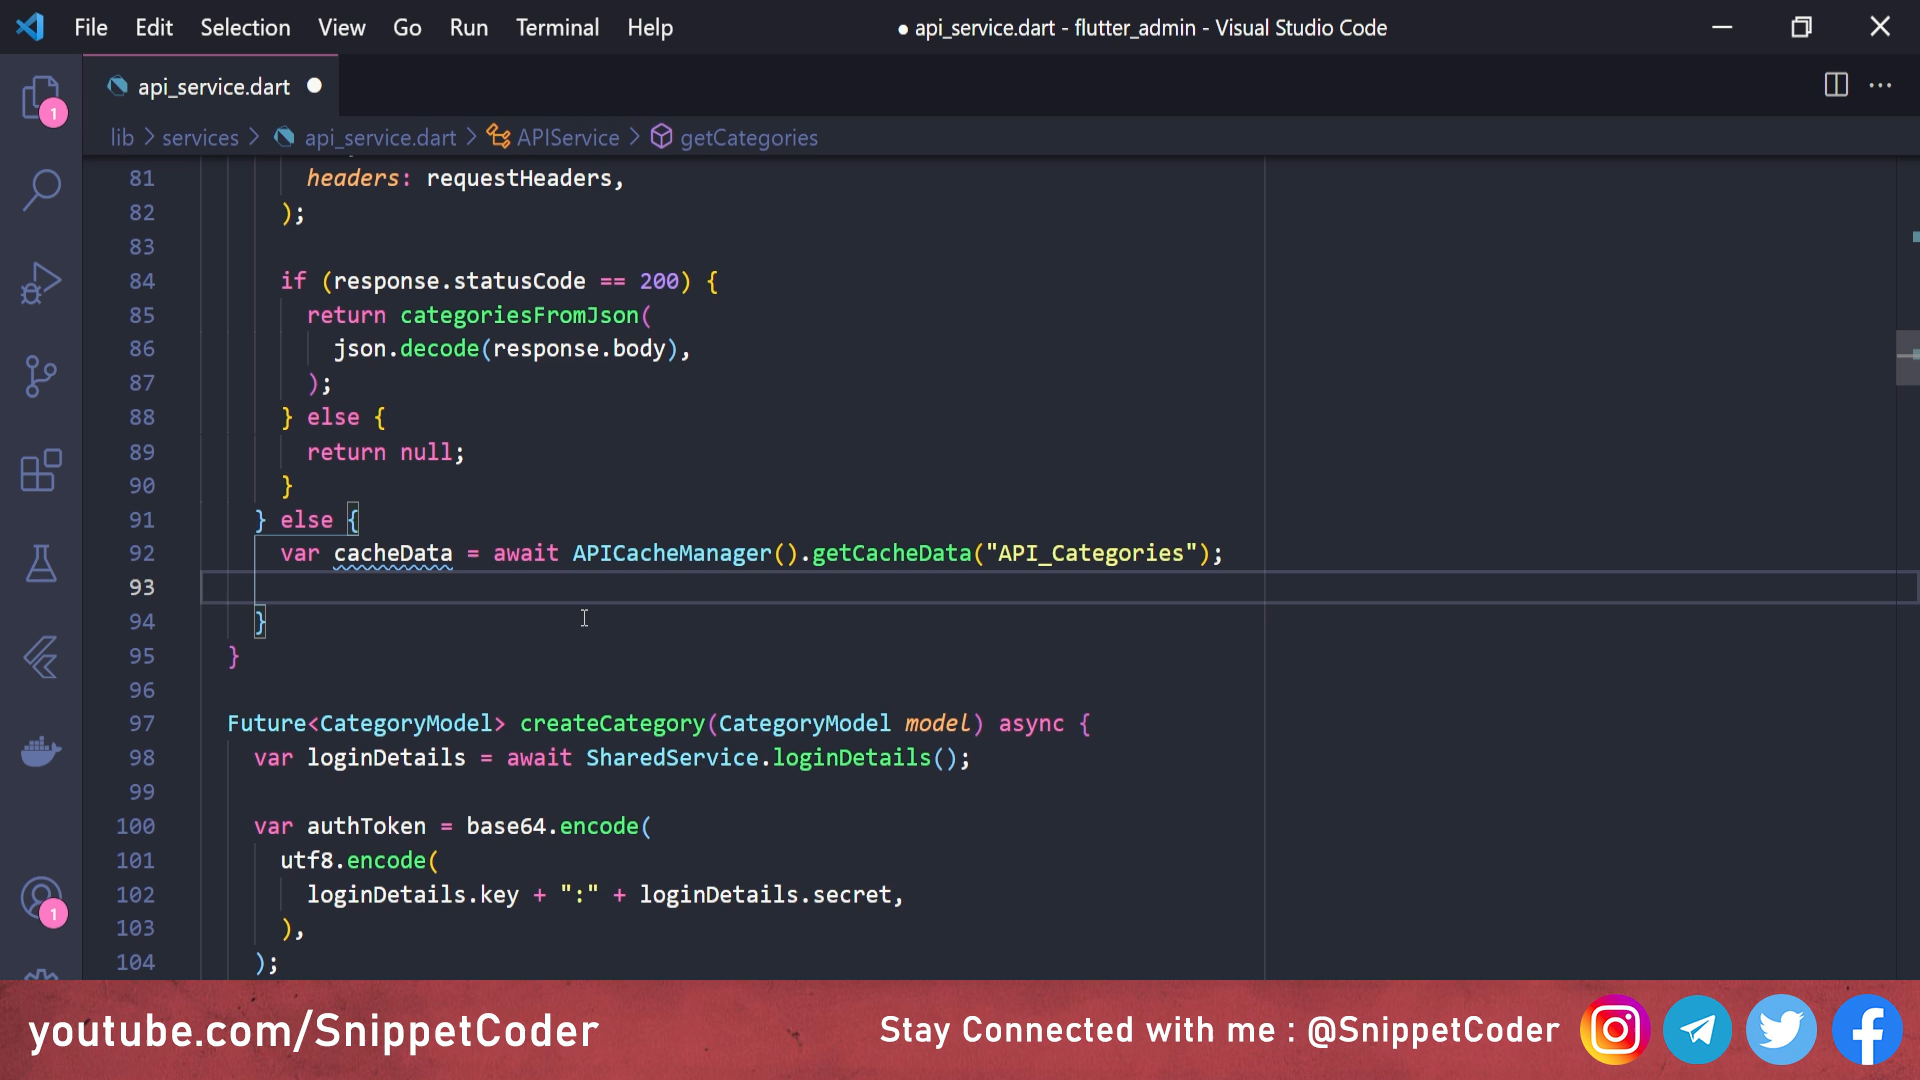 File Edit Selection View Go Run Terminal Help
● api_service.dart - flutter_admin - Visual Studio Code
api_service.dart
1
lib > services > api_service.dart > APIService > getCategories
81 headers: requestHeaders,
82 );
83
84 if (response.statusCode == 200) {
85 return categoriesFromJson(
86 json.decode(response.body),
87 );
88 } else {
89 return null;
90 }
91 } else {
92 var cacheData = await APICacheManager().getCacheData("API_Categories");
93
94 }
95 }
96
97 Future<CategoryModel> createCategory(CategoryModel model) async {
98 var loginDetails = await SharedService.loginDetails();
99
100 var authToken = base64.encode(
101 utf8.encode(
102 loginDetails.key + ":" + loginDetails.secret,
103 ),
104 );
1
youtube.com/SnippetCoder
Stay Connected with me : @SnippetCoder